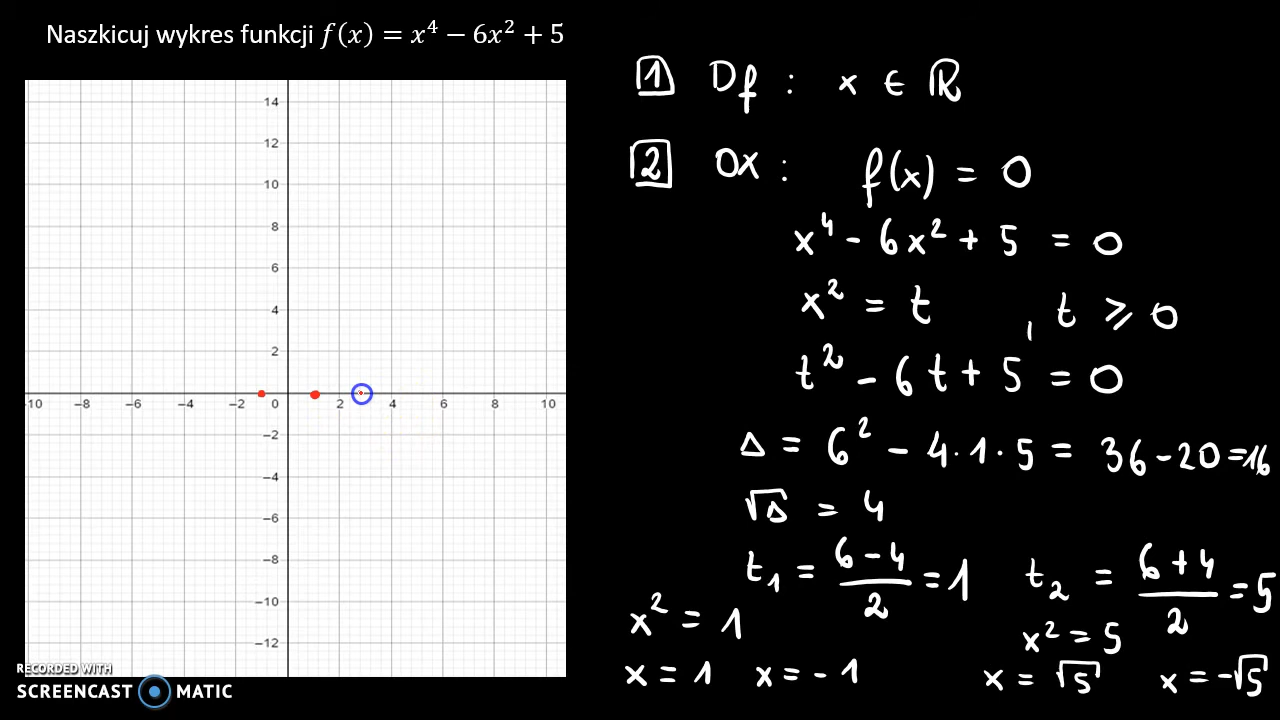 Naszkicuj wykres funkcji f(x) = x⁴ − 6x² + 5
14
12
10
8
6
4
2
−10 −8 −6 −4 −2 0 2 4 6 8 10
−2
−4
−6
−8
−10
−12
1 Df : x ∈ ℝ
2 OX : f(x) = 0
x⁴ - 6x² + 5 = 0
x² = t , t ⩾ 0
t² - 6t + 5 = 0
Δ = 6² - 4·1·5 = 36 - 20 = 16
√Δ = 4
t₁ = (6 - 4)/2 = 1 t₂ = (6 + 4)/2 = 5
x² = 1 x² = 5
x = 1 x = - 1 x = √5 x = -√5
RECORDED WITH
SCREENCAST MATIC